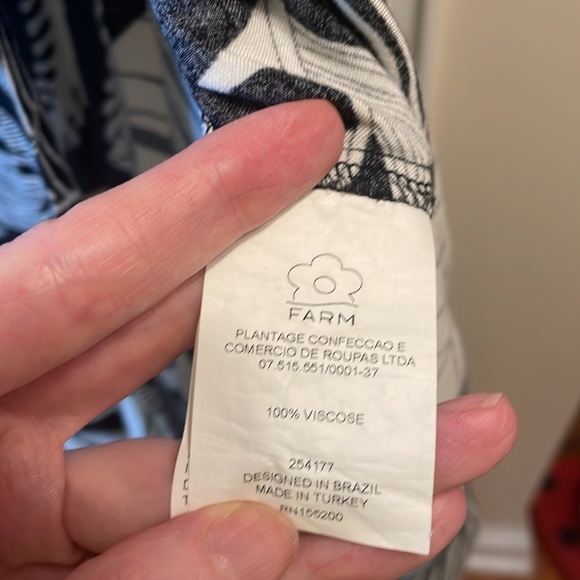 FARM
PLANTAGE CONFECCAO E
COMERCIO DE ROUPAS LTDA
07.515.551/0001-37
100% VISCOSE
254177
DESIGNED IN BRAZIL
MADE IN TURKEY
RN155200